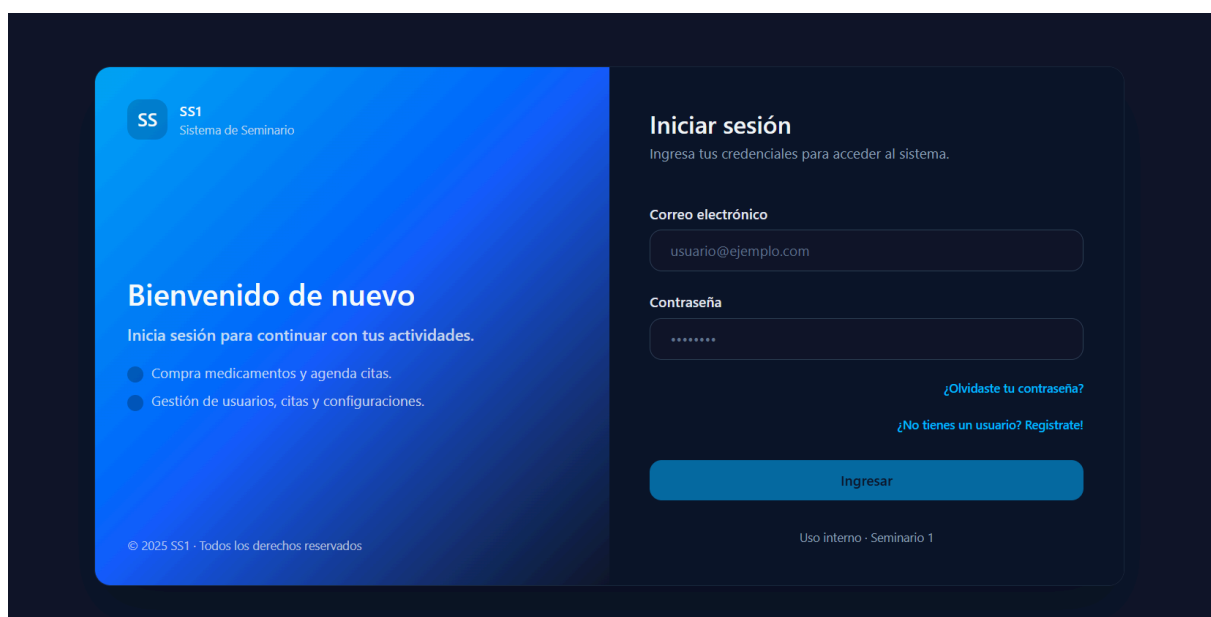 SS
SS1
Sistema de Seminario
Bienvenido de nuevo
Inicia sesión para continuar con tus actividades.
Compra medicamentos y agenda citas.
Gestión de usuarios, citas y configuraciones.
© 2025 SS1 · Todos los derechos reservados
Iniciar sesión
Ingresa tus credenciales para acceder al sistema.
Correo electrónico
usuario@ejemplo.com
Contraseña
••••••••
¿Olvidaste tu contraseña?
¿No tienes un usuario? Registrate!
Ingresar
Uso interno · Seminario 1